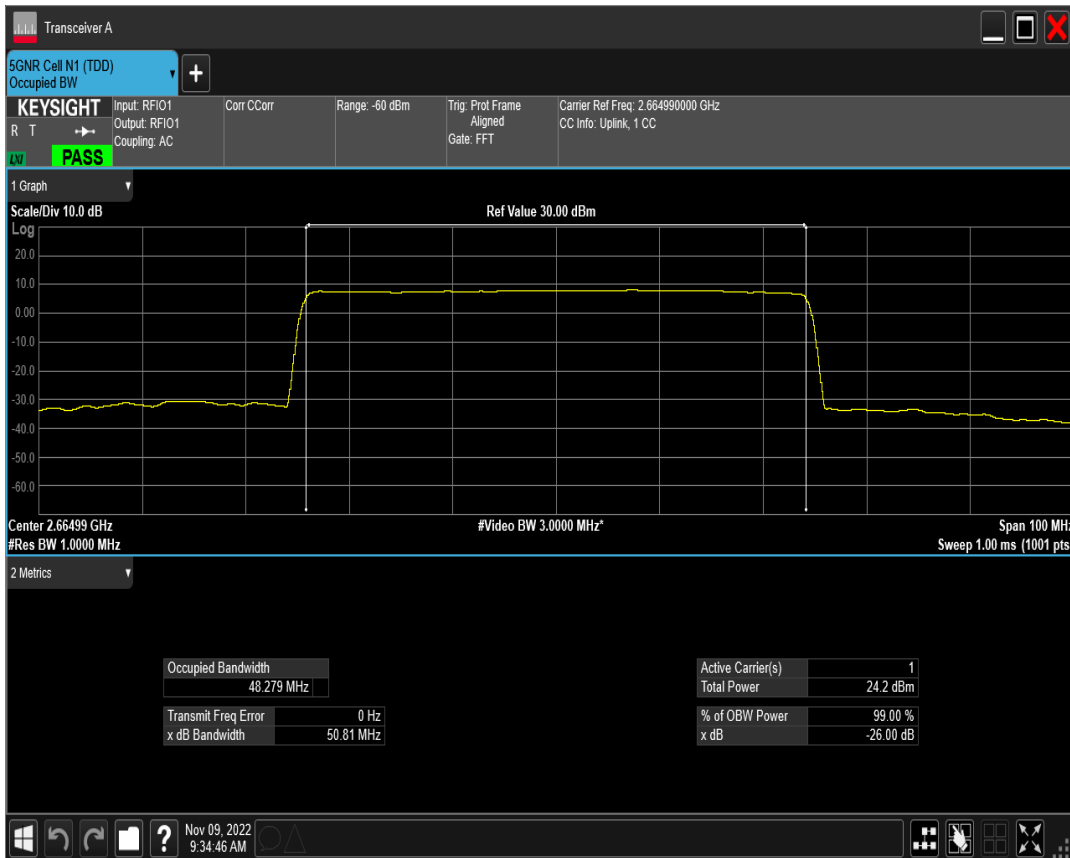 Transceiver A
5GNR Cell N1 (TDD)
Occupied BW
+
KEYSIGHT
R T
LXI
PASS
Input: RFIO1
Output: RFIO1
Coupling: AC
Corr CCorr
Range: -60 dBm
Trig: Prot Frame
Aligned
Gate: FFT
Carrier Ref Freq: 2.664990000 GHz
CC Info: Uplink, 1 CC
1 Graph
Scale/Div 10.0 dB
Ref Value 30.00 dBm
Log
20.0
10.0
0.00
-10.0
-20.0
-30.0
-40.0
-50.0
-60.0
Center 2.66499 GHz
#Video BW 3.0000 MHz*
Span 100 MHz
#Res BW 1.0000 MHz
Sweep 1.00 ms (1001 pts
2 Metrics
Occupied Bandwidth
48.279 MHz
Transmit Freq Error 0 Hz
x dB Bandwidth 50.81 MHz
Active Carrier(s) 1
Total Power 24.2 dBm
% of OBW Power 99.00 %
x dB -26.00 dB
?
Nov 09, 2022
9:34:46 AM